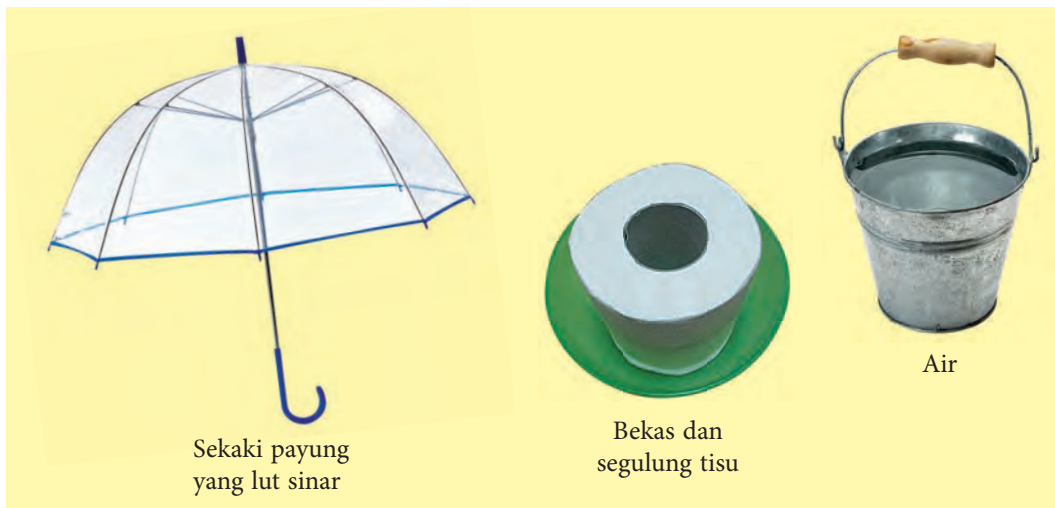 Sekaki payung
yang lut sinar
Bekas dan
segulung tisu
Air